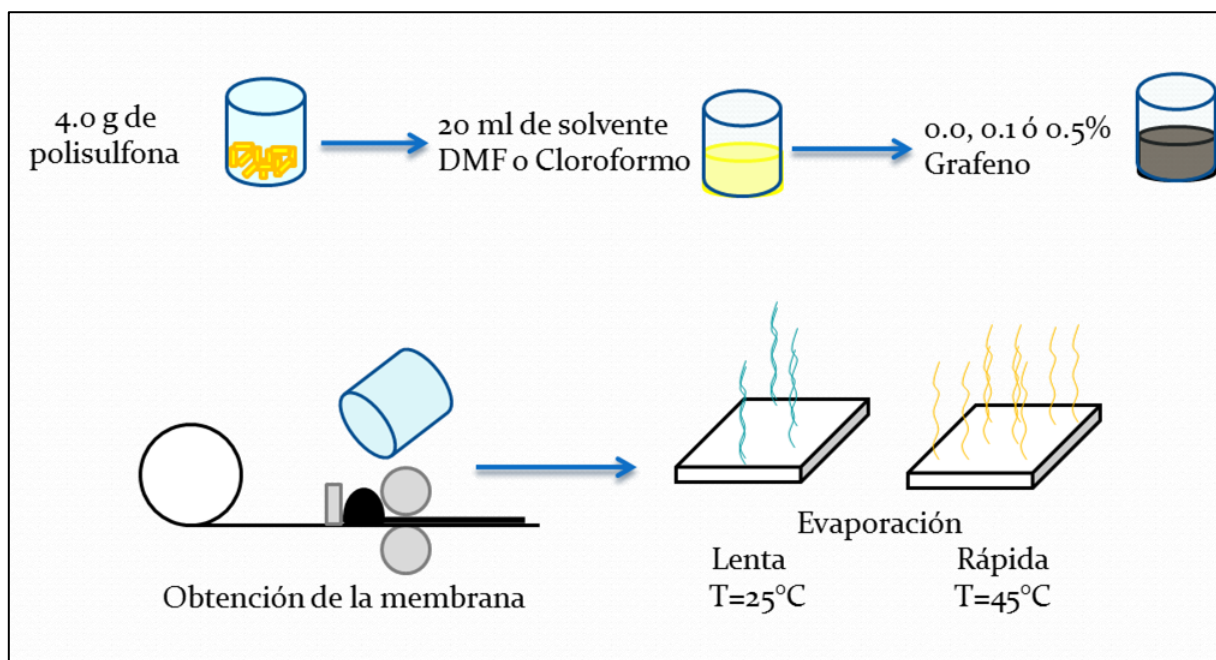 4.0 g de
polisulfona
20 ml de solvente
DMF o Cloroformo
0.0, 0.1 ó 0.5%
Grafeno
Obtención de la membrana
Evaporación
Lenta
T=25°C
Rápida
T=45°C